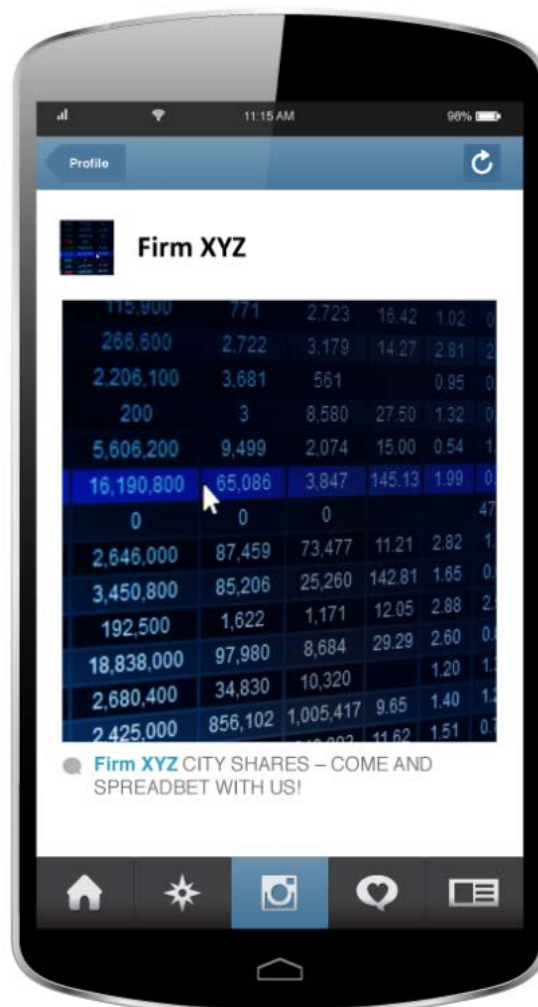 11:15 AM 98%
Profile
Firm XYZ
115,900 771 2,723 16.42 1.02
266,600 2,722 3,179 14.27 2.81
2,206,100 3,681 561 0.95
200 3 8,580 27.50 1.32
5,606,200 9,499 2,074 15.00 0.54
16,190,800 65,086 3,847 145.13 1.99
0 0 0 47
2,646,000 87,459 73,477 11.21 2.82
3,450,800 85,206 25,260 142.81 1.65
192,500 1,622 1,171 12.05 2.88
18,838,000 97,980 8,684 29.29 2.60
2,680,400 34,830 10,320 1.20
2,425,000 856,102 1,005,417 9.65 1.40
11.62 1.51
Firm XYZ CITY SHARES – COME AND
SPREADBET WITH US!